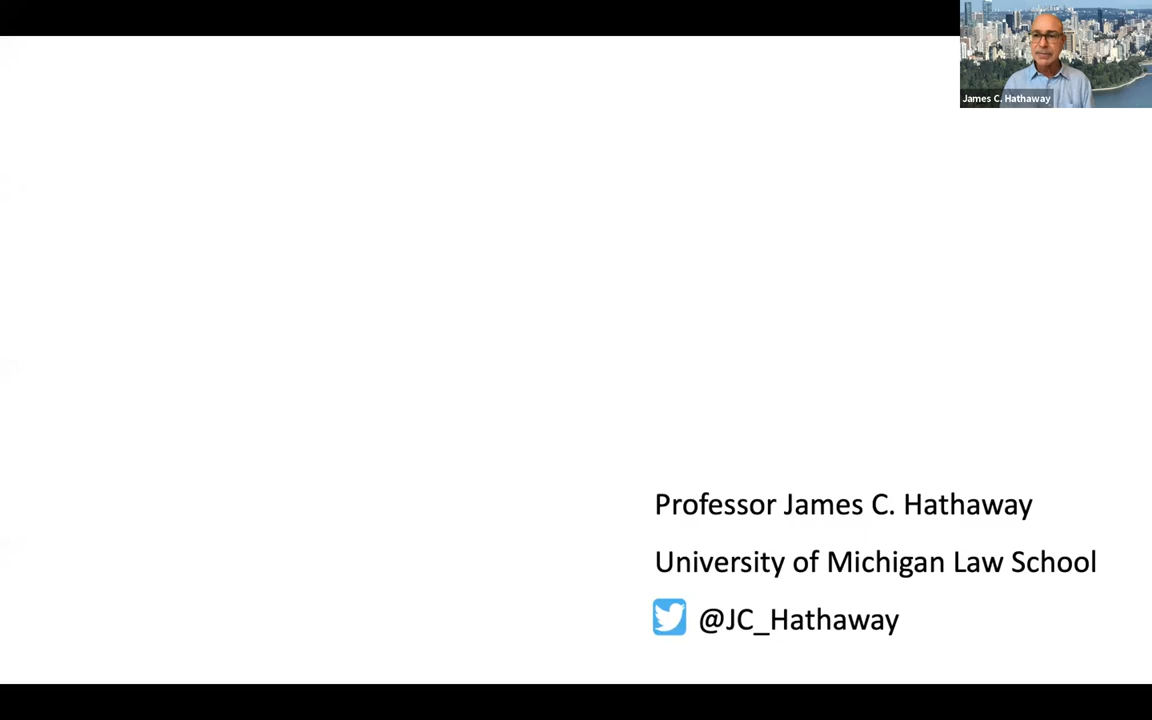 James C. Hathaway
Professor James C. Hathaway
University of Michigan Law School
@JC_Hathaway